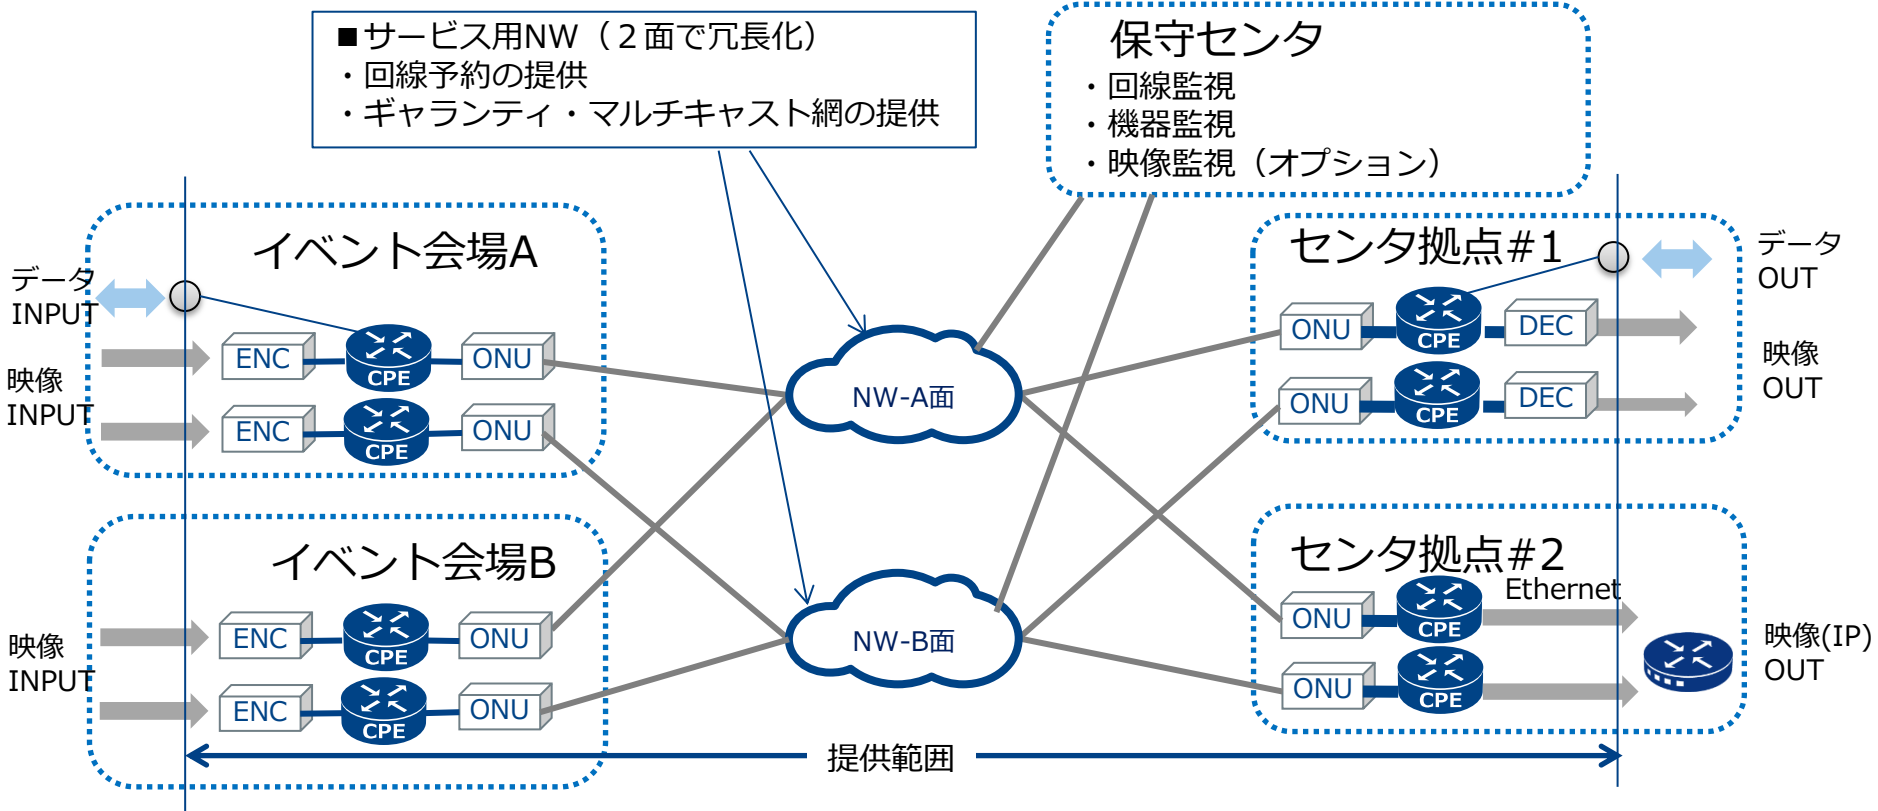 ■サービス用NW（２面で冗長化）
・回線予約の提供
・ギャランティ・マルチキャスト網の提供
保守センタ
・回線監視
・機器監視
・映像監視（オプション）
イベント会場A
データ
INPUT
映像
INPUT
ENC
CPE
ONU
ENC
CPE
ONU
イベント会場B
映像
INPUT
ENC
CPE
ONU
ENC
CPE
ONU
NW-A面
NW-B面
センタ拠点#1
データ
OUT
ONU
CPE
DEC
映像
OUT
ONU
CPE
DEC
センタ拠点#2
Ethernet
ONU
CPE
映像(IP)
OUT
ONU
CPE
提供範囲